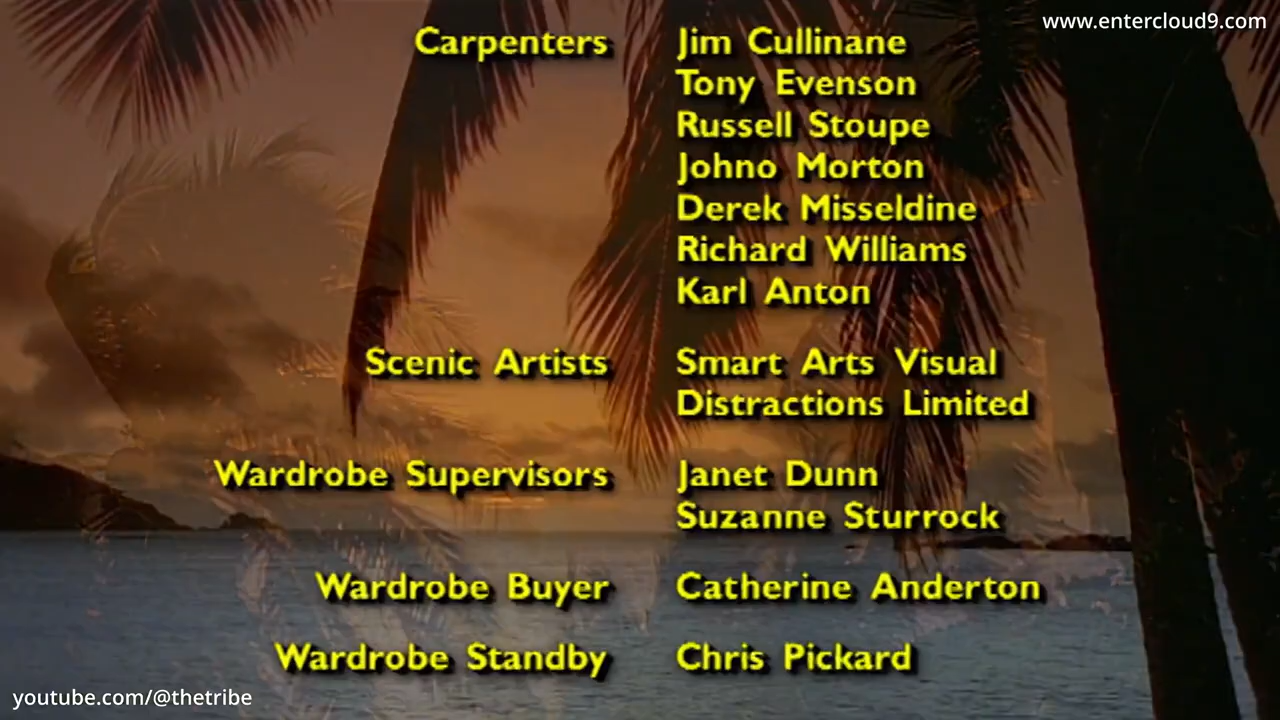 www.entercloud9.com
Carpenters Jim Cullinane
Tony Evenson
Russell Stoupe
Johno Morton
Derek Misseldine
Richard Williams
Karl Anton
Scenic Artists Smart Arts Visual
Distractions Limited
Wardrobe Supervisors Janet Dunn
Suzanne Sturrock
Wardrobe Buyer Catherine Anderton
Wardrobe Standby Chris Pickard
youtube.com/@thetribe